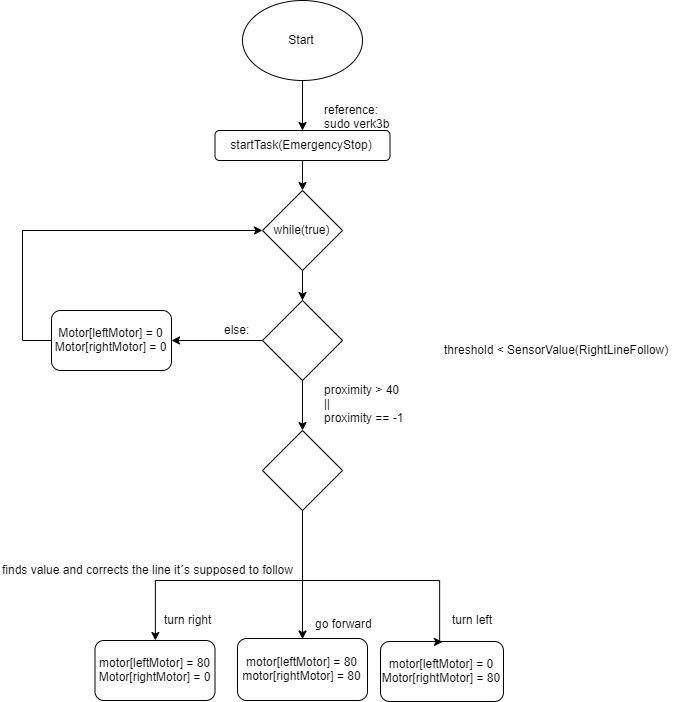 Start
reference:
sudo verk3b
startTask(EmergencyStop)
while(true)
else:
Motor[leftMotor] = 0
Motor[rightMotor] = 0
threshold < SensorValue(RightLineFollow)
proximity > 40
||
proximity == -1
finds value and corrects the line it´s supposed to follow
turn right
go forward
turn left
motor[leftMotor] = 80
Motor[rightMotor] = 0
motor[leftMotor] = 80
motor[rightMotor] = 80
motor[leftMotor] = 0
Motor[rightMotor] = 80